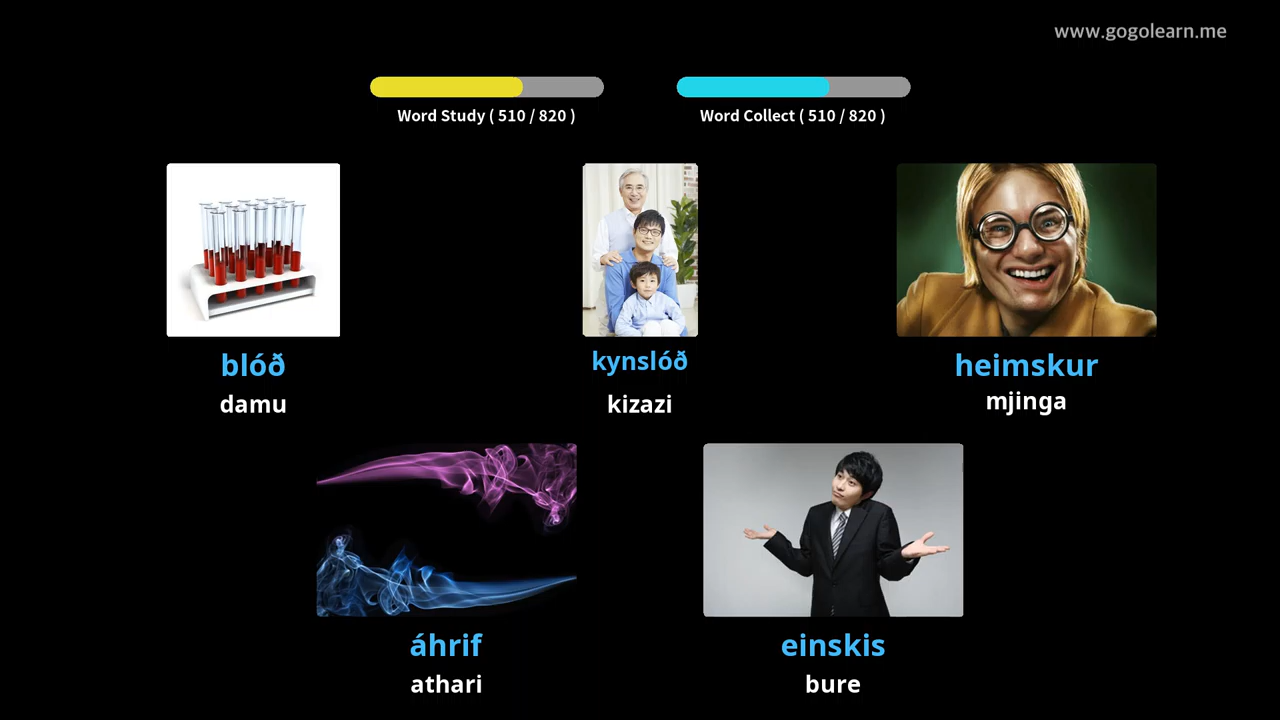 www.gogolearn.me
Word Study ( 510 / 820 )
Word Collect ( 510 / 820 )
blóð
damu
kynslóð
kizazi
heimskur
mjinga
áhrif
athari
einskis
bure